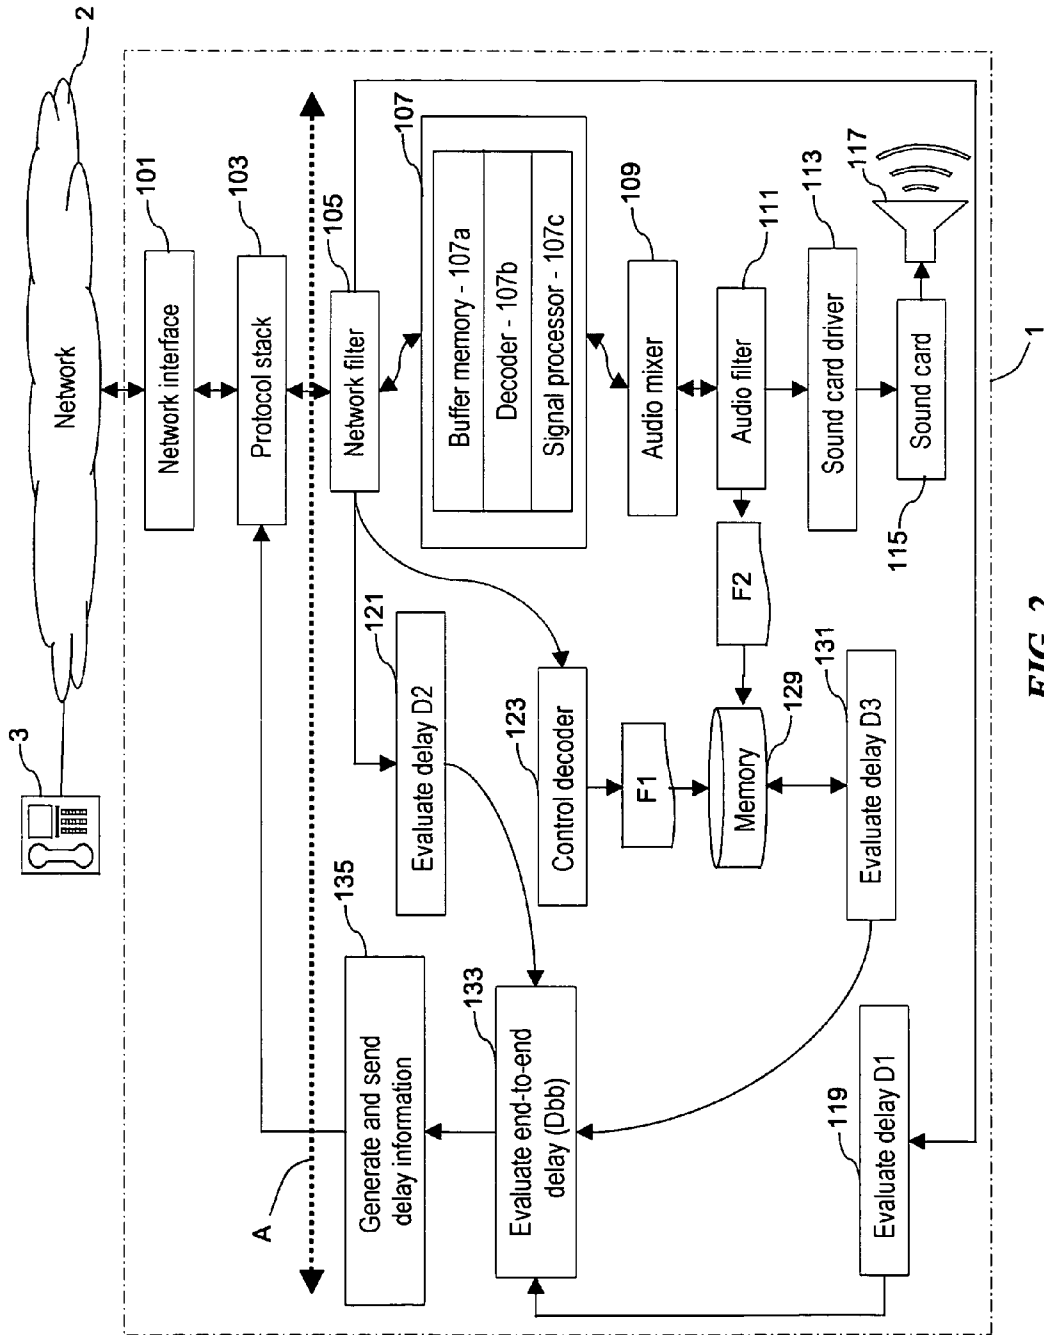 3
2
Network
Network interface
101
Protocol stack
103
A
Network filter
105
107
Buffer memory - 107a
Decoder - 107b
Signal processor - 107c
Audio mixer
109
Audio filter
111
Sound card driver
113
Sound card
115
117
135
Generate and send
delay information
121
Evaluate delay D2
133
Evaluate end-to-end
delay (Dbb)
123
Control decoder
F1
F2
Memory
129
131
Evaluate delay D3
119
Evaluate delay D1
1
FIG. 2